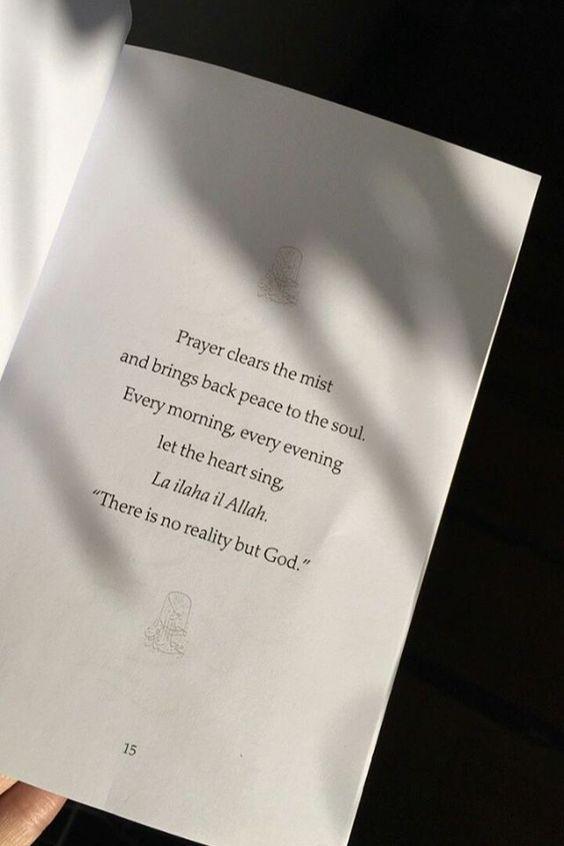 Prayer clears the mist
and brings back peace to the soul.
Every morning, every evening
let the heart sing,
La ilaha il Allah.
“There is no reality but God.”
15